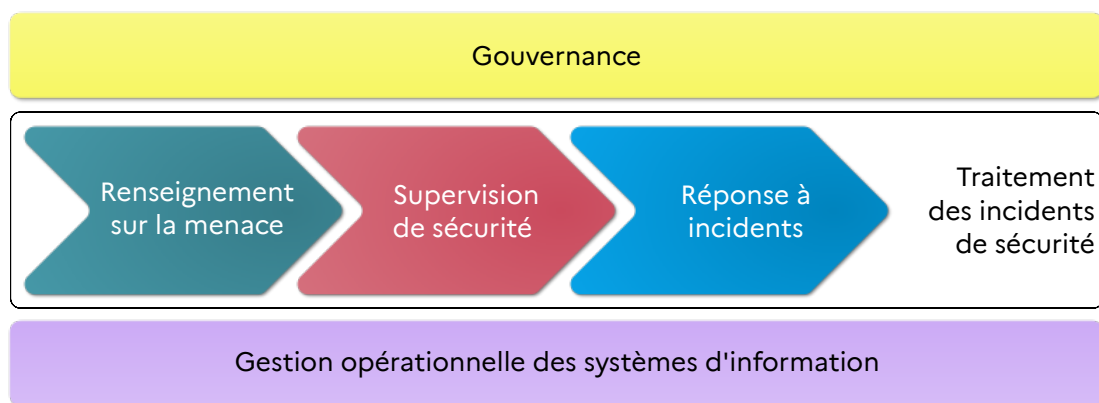 Gouvernance
Renseignement
sur la menace
Supervision
de sécurité
Réponse à
incidents
Traitement
des incidents
de sécurité
Gestion opérationnelle des systèmes d'information